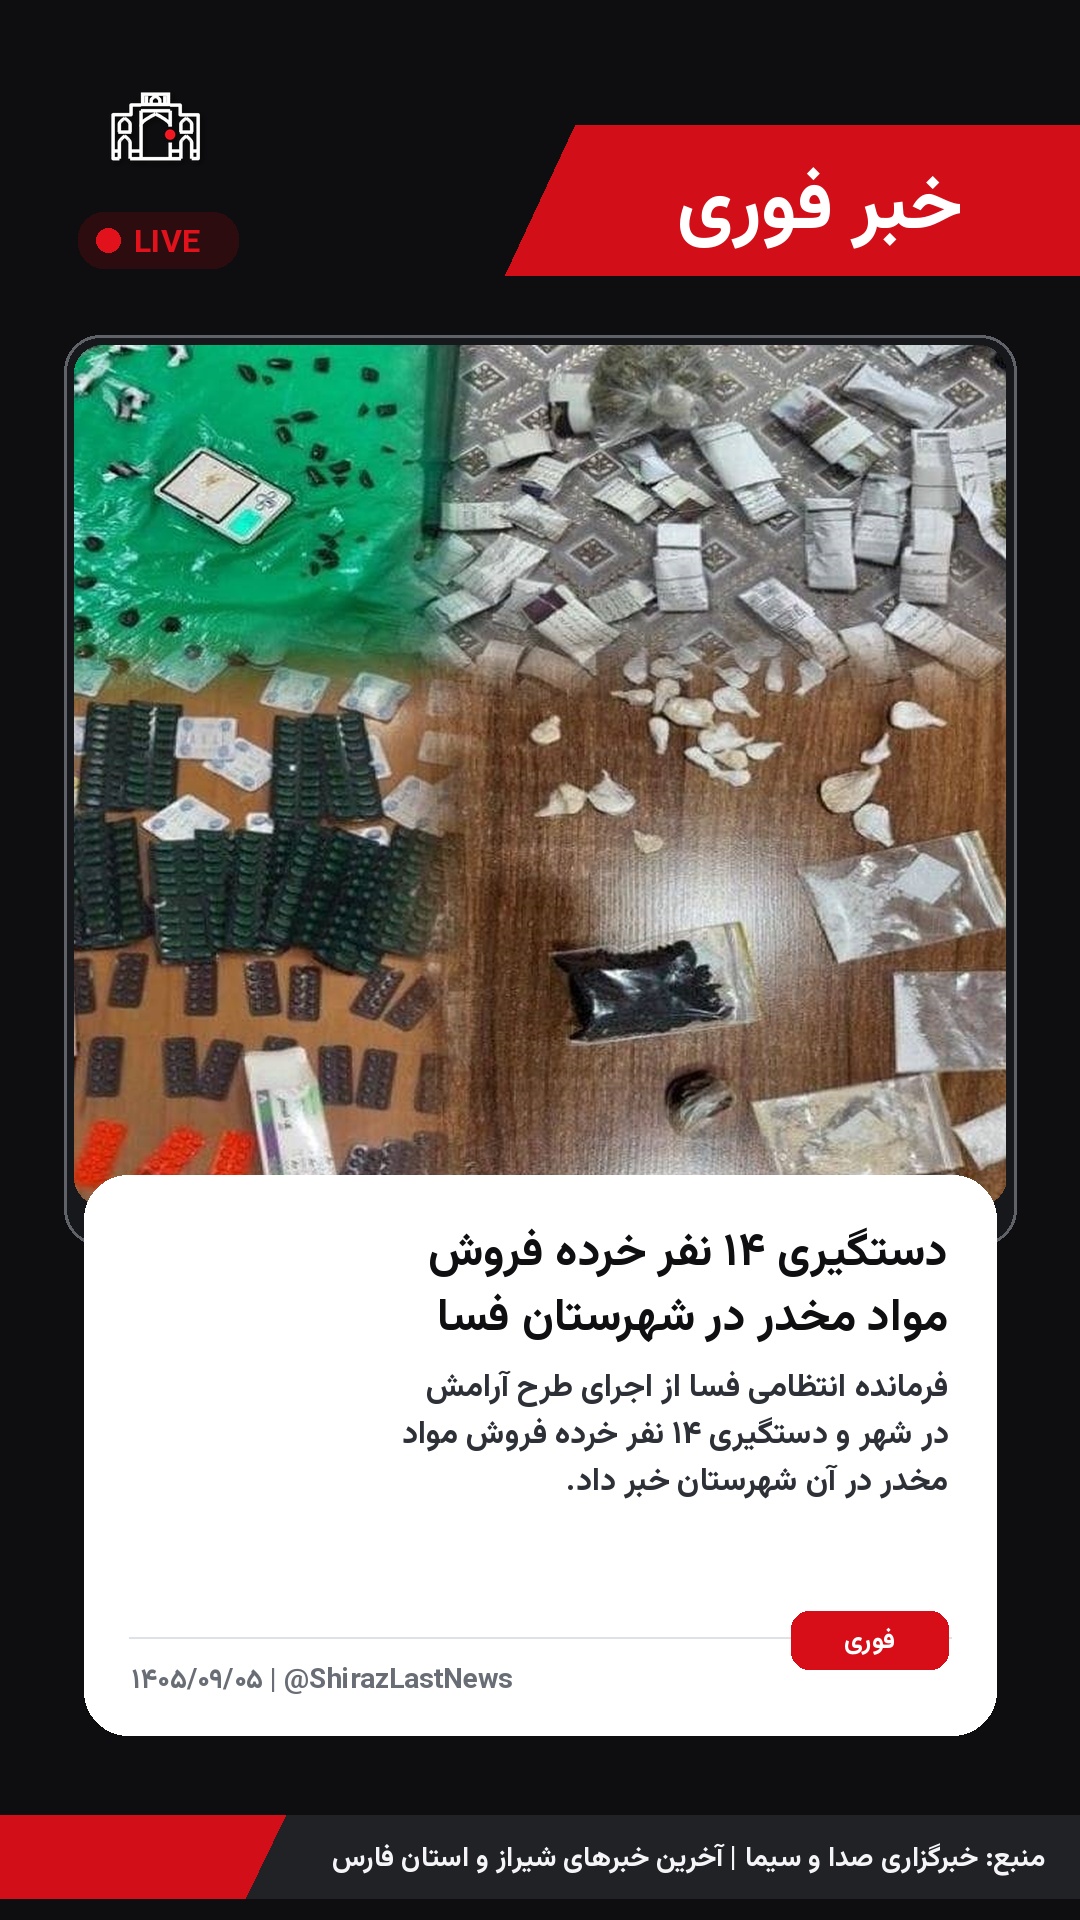 خبر فوری
LIVE
دستگیری ۱۴ نفر خرده فروش
مواد مخدر در شهرستان فسا
فرمانده انتظامی فسا از اجرای طرح آرامش
در شهر و دستگیری ۱۴ نفر خرده فروش مواد
مخدر در آن شهرستان خبر داد.
فوری
۱۴۰۵/۰۹/۰۵ | @ShirazLastNews
منبع: خبرگزاری صدا و سیما | آخرین خبرهای شیراز و استان فارس